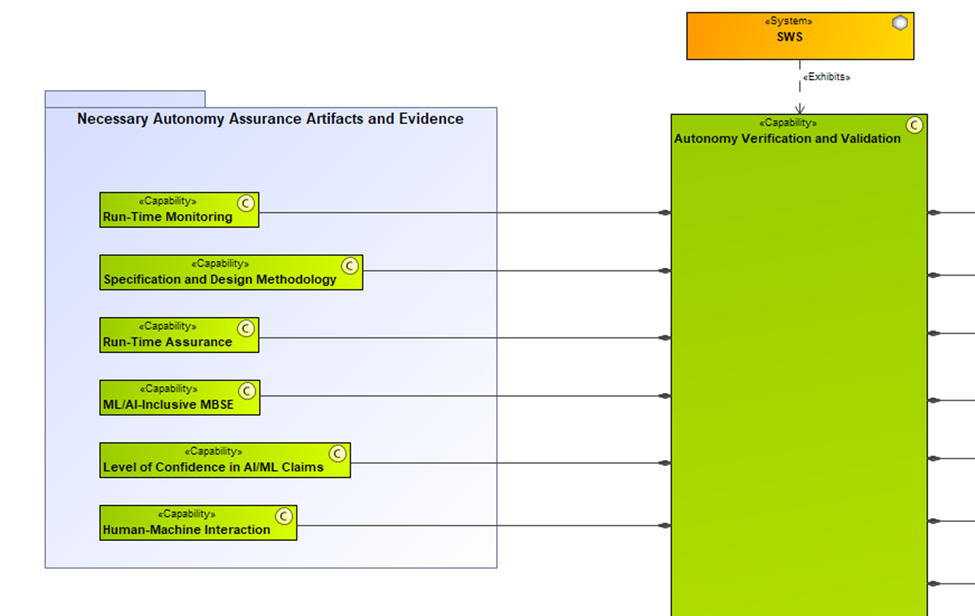 «System»
SWS
«Exhibits»
Necessary Autonomy Assurance Artifacts and Evidence
«Capability»
C
Autonomy Verification and Validation
«Capability»
C
Run-Time Monitoring
«Capability»
C
Specification and Design Methodology
«Capability»
C
Run-Time Assurance
«Capability»
C
ML/AI-Inclusive MBSE
«Capability»
C
Level of Confidence in AI/ML Claims
«Capability»
C
Human-Machine Interaction